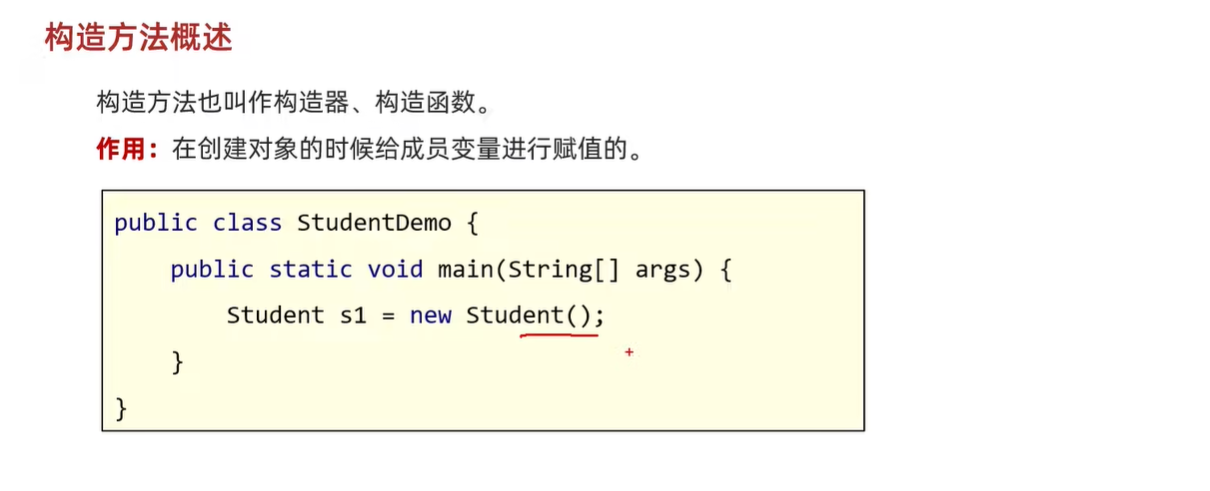 构造方法概述
构造方法也叫作构造器、构造函数。
作用：在创建对象的时候给成员变量进行赋值的。
public class StudentDemo {
    public static void main(String[] args) {
        Student s1 = new Student();
    }
}